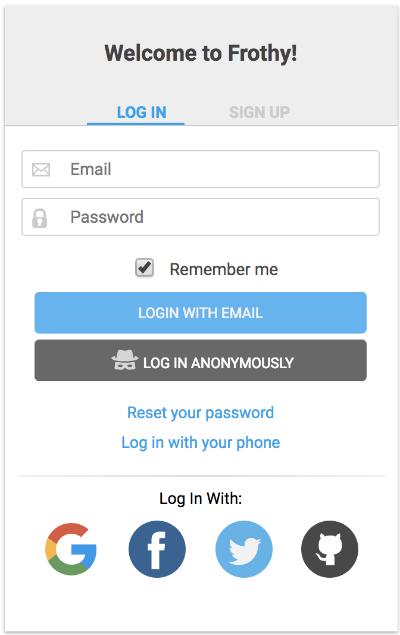 Welcome to Frothy!
LOG IN SIGN UP
Email
Password
Remember me
LOGIN WITH EMAIL
LOG IN ANONYMOUSLY
Reset your password
Log in with your phone
Log In With: